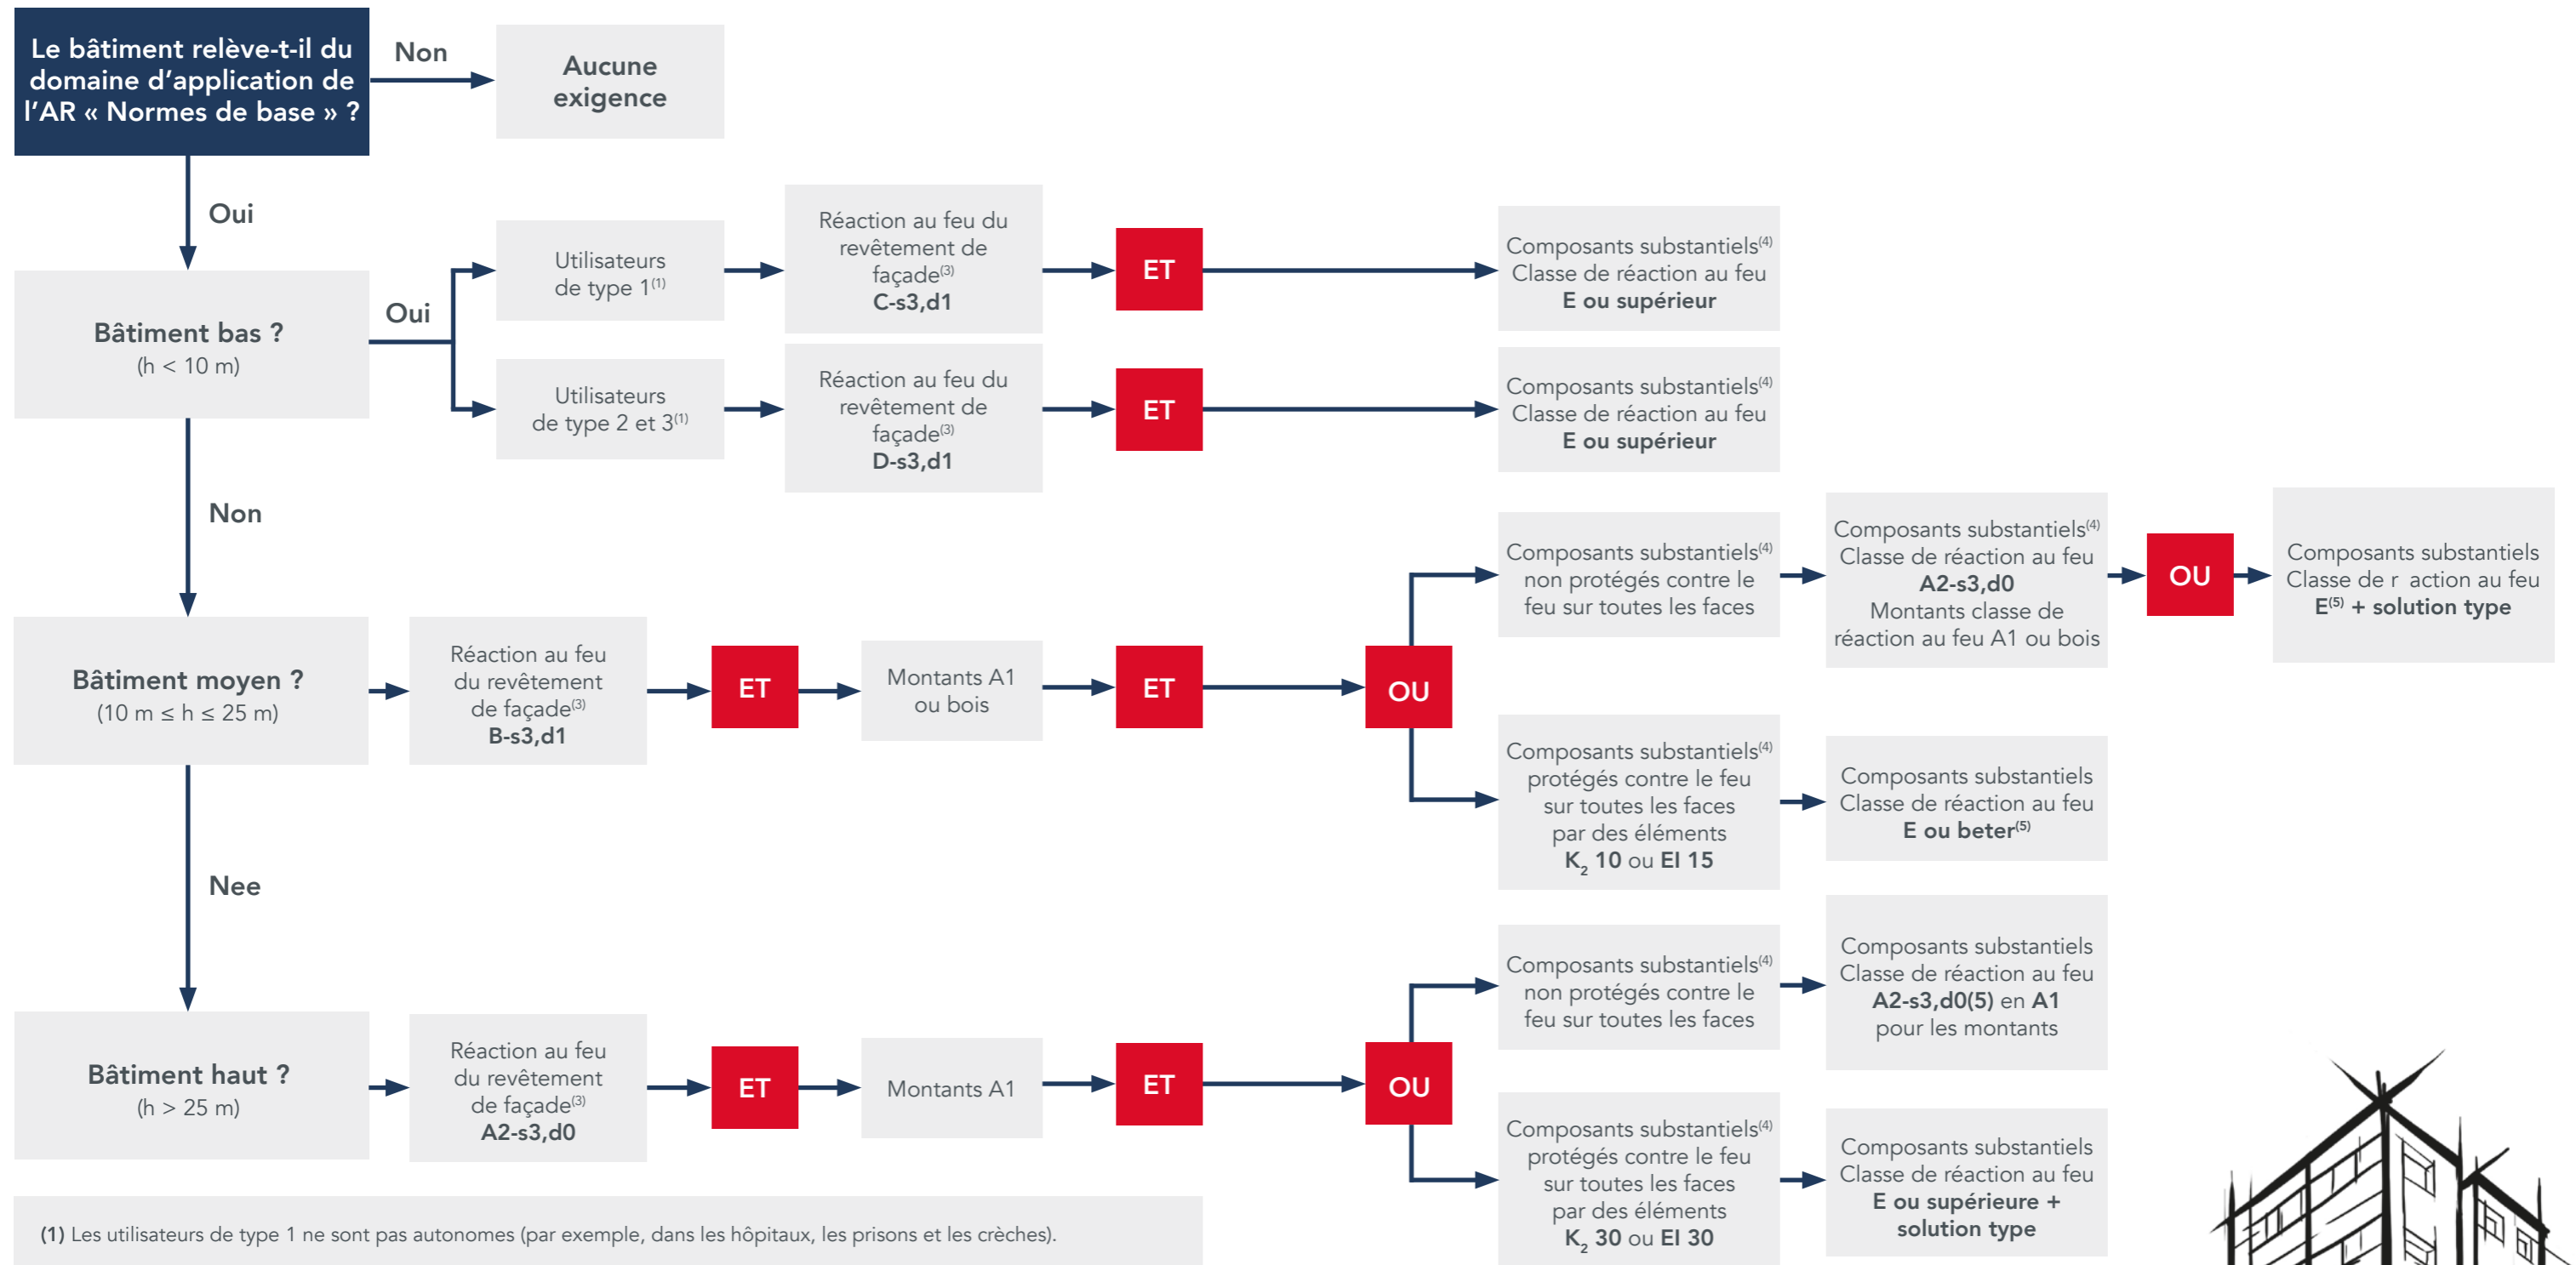 Le bâtiment relève-t-il du
domaine d'application de
l'AR « Normes de base » ?
Non
Aucune
exigence
Oui
Bâtiment bas ?
(h < 10 m)
Oui
Utilisateurs
de type 1(1)
Réaction au feu du
revêtement de
façade(3)
C-s3,d1
ET
Composants substantiels(4)
Classe de réaction au feu
E ou supérieur
Utilisateurs
de type 2 et 3(1)
Réaction au feu du
revêtement de
façade(3)
D-s3,d1
ET
Composants substantiels(4)
Classe de réaction au feu
E ou supérieur
Non
Bâtiment moyen ?
(10 m ≤ h ≤ 25 m)
Réaction au feu
du revêtement
de façade(3)
B-s3,d1
ET
Montants A1
ou bois
ET
OU
Composants substantiels(4)
non protégés contre le
feu sur toutes les faces
Composants substantiels(4)
Classe de réaction au feu
A2-s3,d0
Montants classe de
réaction au feu A1 ou bois
OU
Composants substantiels
Classe de r action au feu
E(5) + solution type
Composants substantiels(4)
protégés contre le feu
sur toutes les faces
par des éléments
K2 10 ou EI 15
Composants substantiels
Classe de réaction au feu
E ou beter(5)
Nee
Bâtiment haut ?
(h > 25 m)
Réaction au feu
du revêtement
de façade(3)
A2-s3,d0
ET
Montants A1
ET
OU
Composants substantiels(4)
non protégés contre le
feu sur toutes les faces
Composants substantiels
Classe de réaction au feu
A2-s3,d0(5) en A1
pour les montants
Composants substantiels(4)
protégés contre le feu
sur toutes les faces
par des éléments
K2 30 ou EI 30
Composants substantiels
Classe de réaction au feu
E ou supérieure +
solution type
(1) Les utilisateurs de type 1 ne sont pas autonomes (par exemple, dans les hôpitaux, les prisons et les crèches).